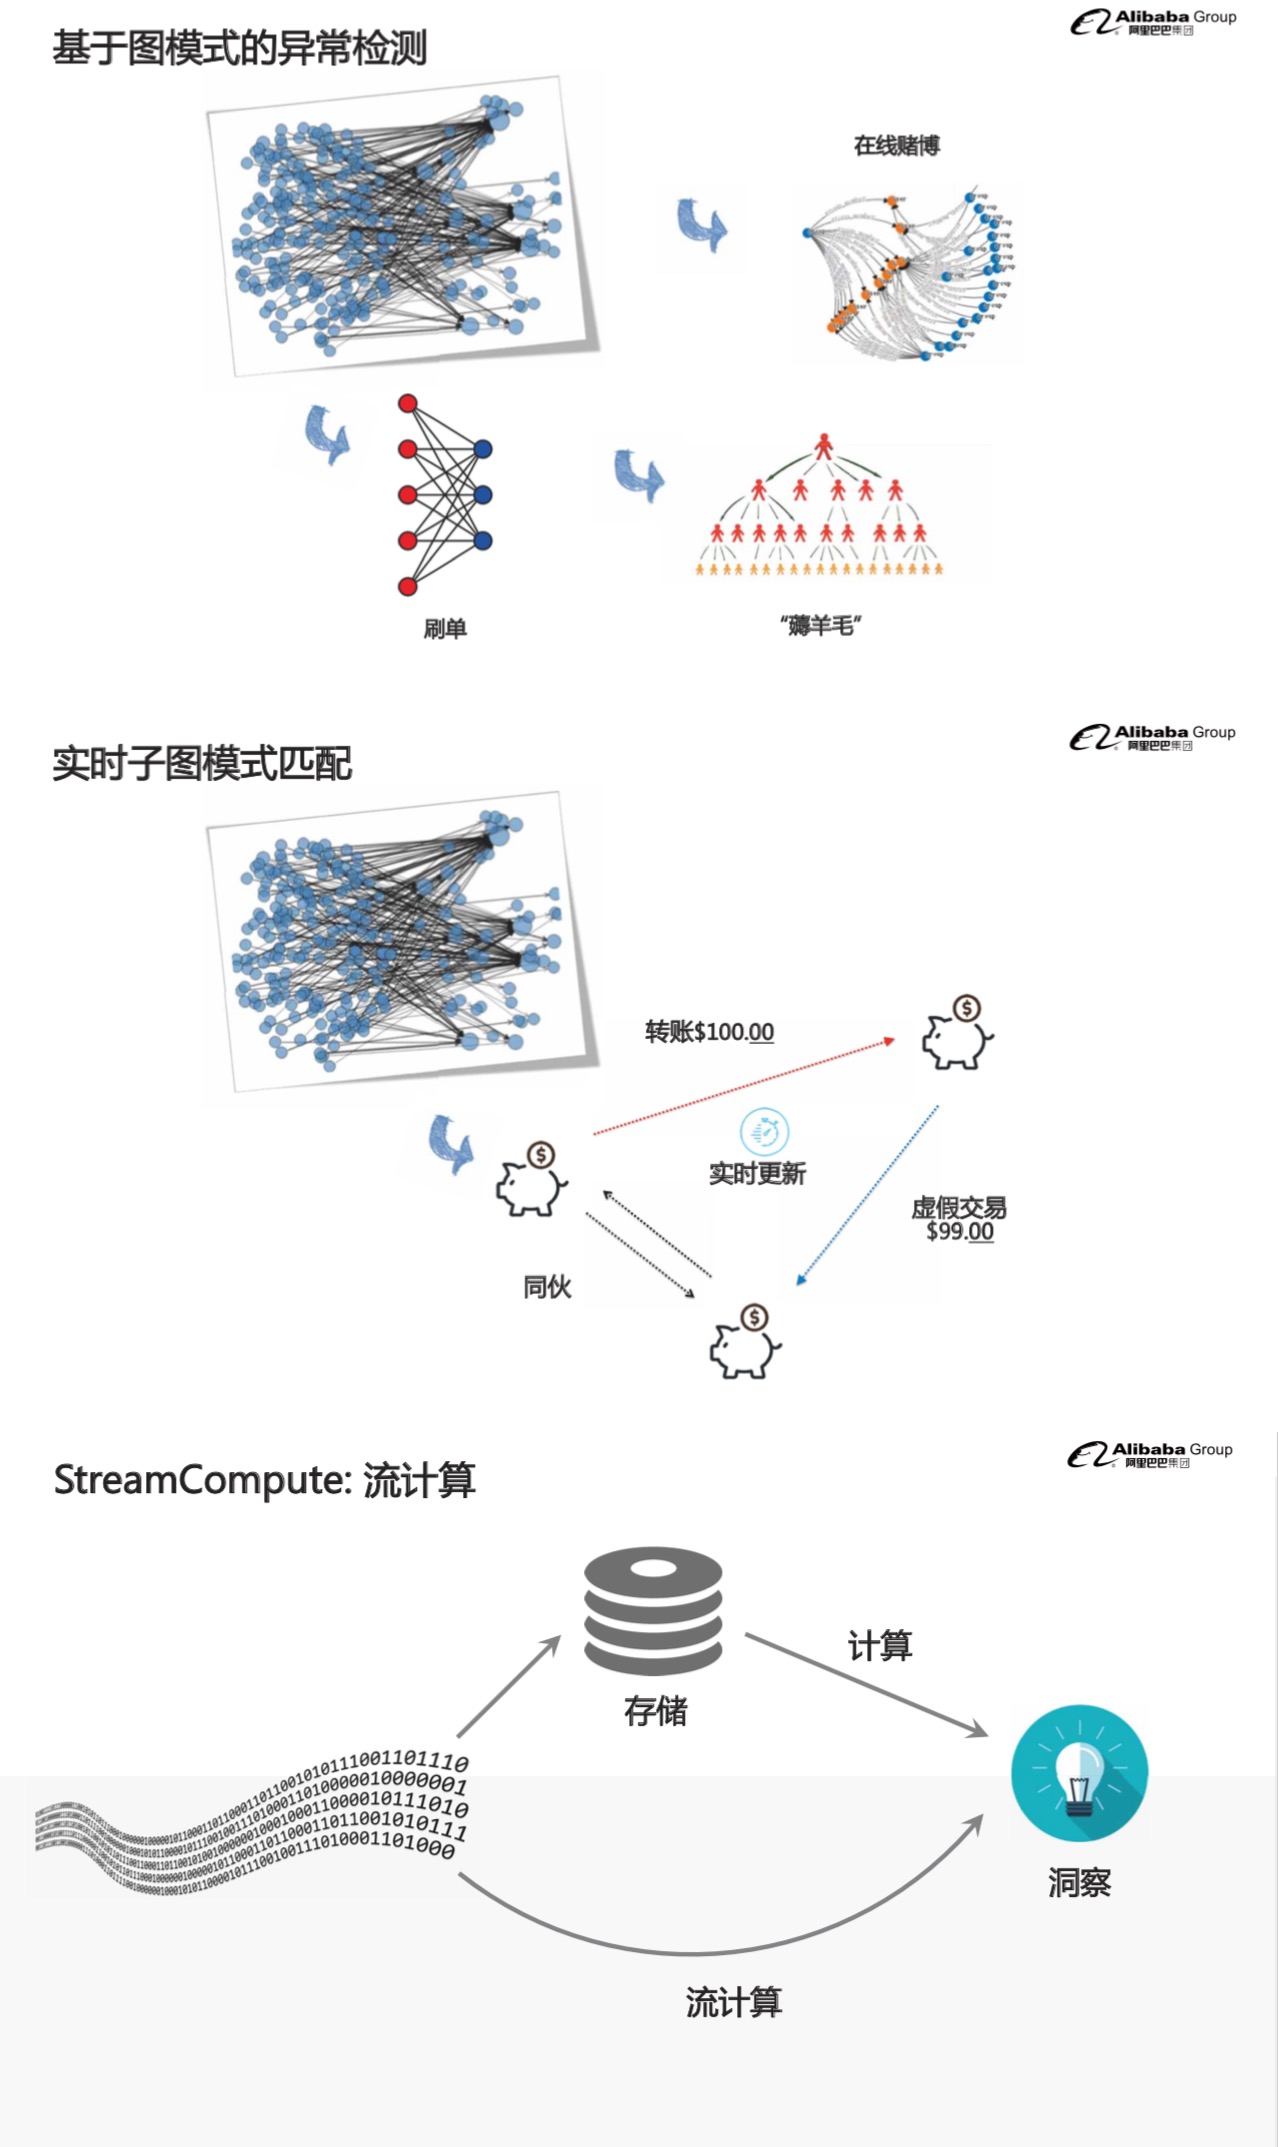 基于图模式的异常检测
Alibaba Group
阿里巴巴集团
在线赌博
刷单
“薅羊毛”
实时子图模式匹配
Alibaba Group
阿里巴巴集团
转账$100.00
实时更新
虚假交易
$99.00
同伙
StreamCompute: 流计算
Alibaba Group
阿里巴巴集团
存储
计算
洞察
流计算